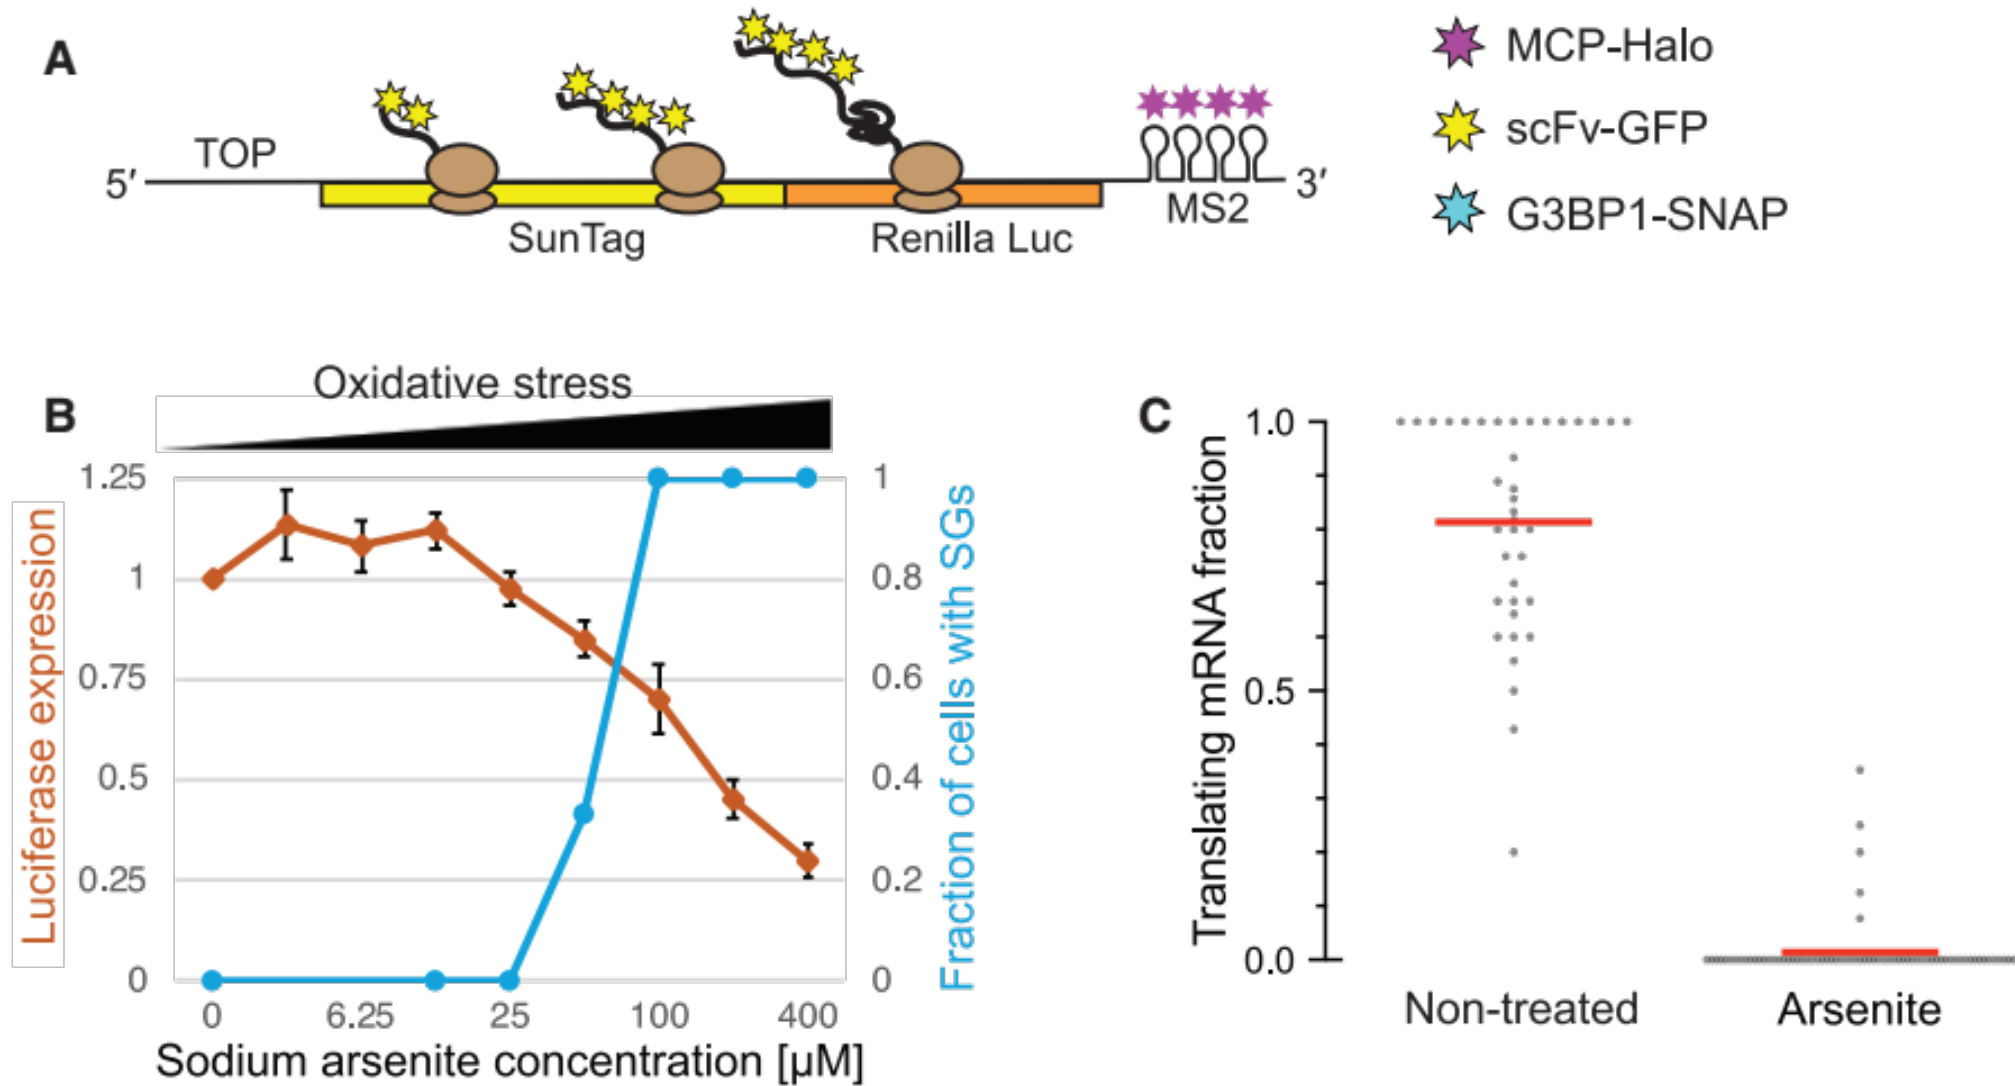 A
MCP-Halo
scFv-GFP
G3BP1-SNAP
TOP
5′
3′
SunTag
Renilla Luc
MS2
B
Oxidative stress
Luciferase expression
1.25
1
0.75
0.5
0.25
0
1
0.8
0.6
0.4
0.2
0
Fraction of cells with SGs
0 6.25 25 100 400
Sodium arsenite concentration [µM]
C
Translating mRNA fraction
1.0
0.5
0.0
Non-treated Arsenite